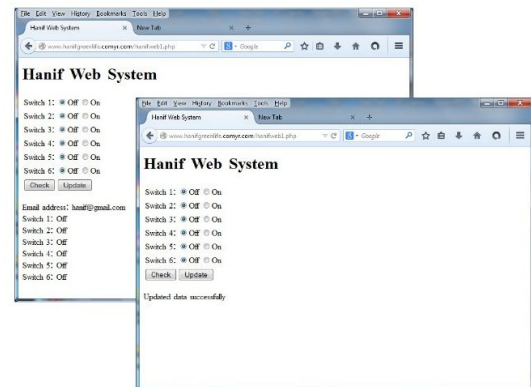 File Edit View History Bookmarks Tools Help
Hanif Web System × New Tab × +
www.hanifgreenlife.comyr.com/hanifweb1.php Google
Hanif Web System
Switch 1: Off On
Switch 2: Off On
Switch 3: Off On
Switch 4: Off On
Switch 5: Off On
Switch 6: Off On
Check Update
Email address: hanif@gmail.com
Switch 1: Off
Switch 2: Off
Switch 3: Off
Switch 4: Off
Switch 5: Off
Switch 6: Off
File Edit View History Bookmarks Tools Help
Hanif Web System × New Tab × +
www.hanifgreenlife.comyr.com/hanifweb1.php Google
Hanif Web System
Switch 1: Off On
Switch 2: Off On
Switch 3: Off On
Switch 4: Off On
Switch 5: Off On
Switch 6: Off On
Check Update
Updated data successfully